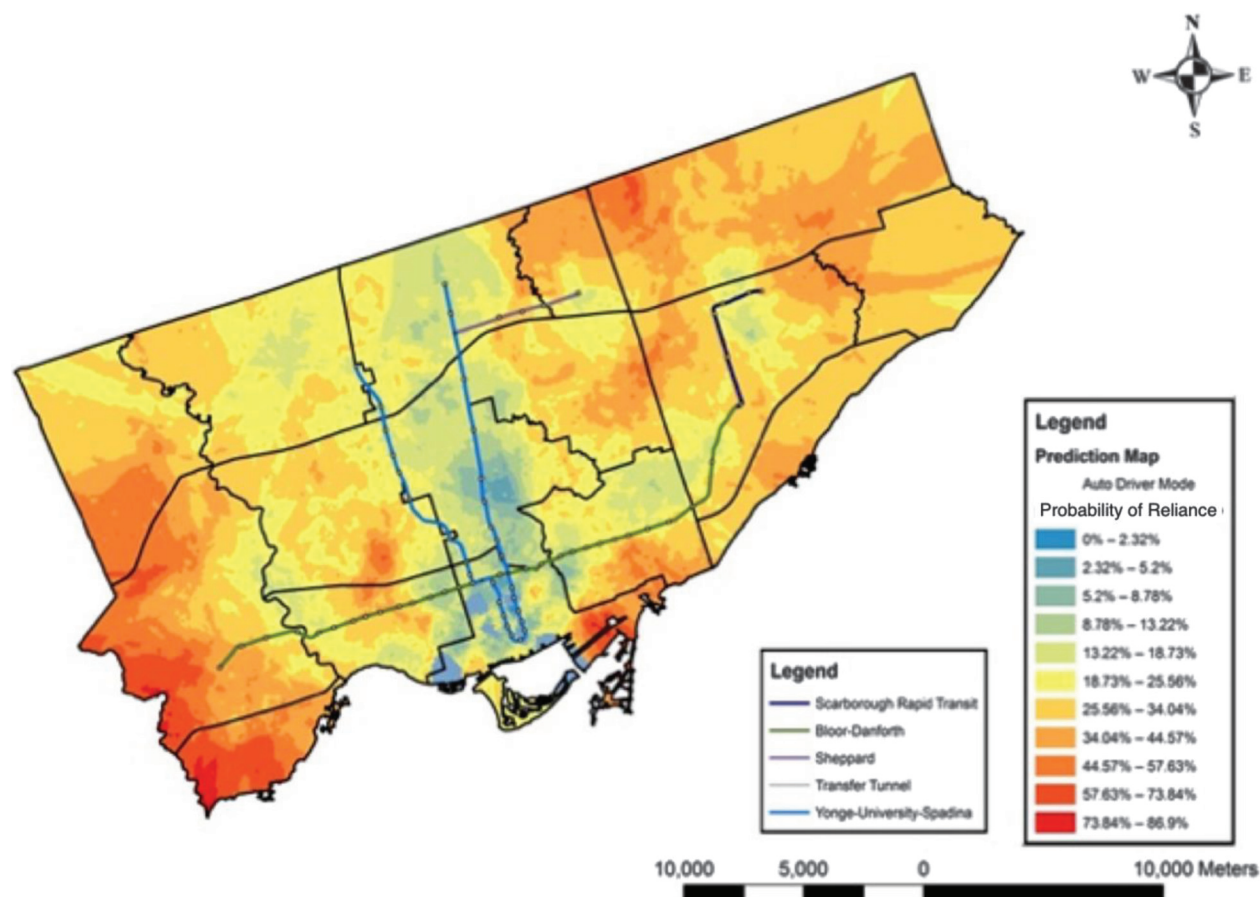 N
W E
S
Legend
Prediction Map
Auto Driver Mode
Probability of Reliance
0% – 2.32%
2.32% – 5.2%
5.2% – 8.78%
8.78% – 13.22%
13.22% – 18.73%
18.73% – 25.56%
25.56% – 34.04%
34.04% – 44.57%
44.57% – 57.63%
57.63% – 73.84%
73.84% – 86.9%
Legend
Scarborough Rapid Transit
Bloor-Danforth
Sheppard
Transfer Tunnel
Yonge-University-Spadina
10,000 5,000 0 10,000 Meters